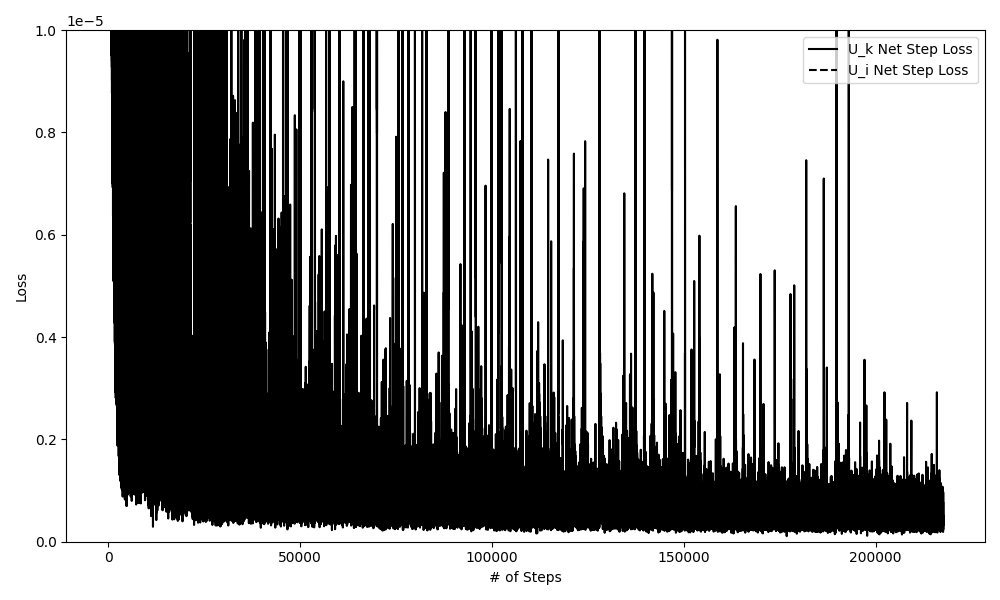 1e−5
1.0
0.8
0.6
0.4
0.2
0.0
Loss
U_k Net Step Loss
U_i Net Step Loss
0
50000
100000
150000
200000
# of Steps